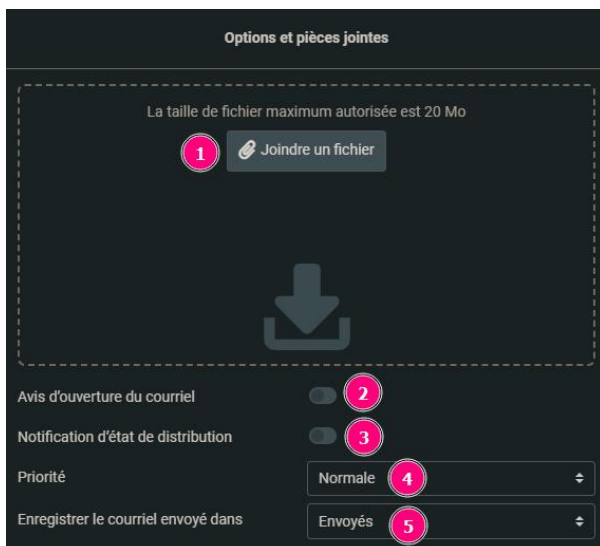 Options et pièces jointes
La taille de fichier maximum autorisée est 20 Mo
1 Joindre un fichier
Avis d'ouverture du courriel 2
Notification d'état de distribution 3
Priorité Normale 4
Enregistrer le courriel envoyé dans Envoyés 5